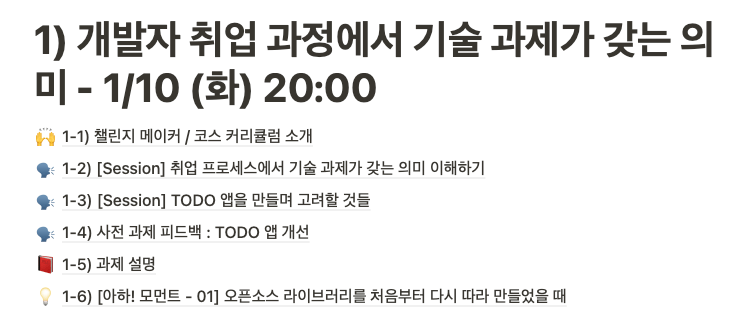 1) 개발자 취업 과정에서 기술 과제가 갖는 의
미 - 1/10 (화) 20:00
🙌 1-1) 챌린지 메이커 / 코스 커리큘럼 소개
🗣️ 1-2) [Session] 취업 프로세스에서 기술 과제가 갖는 의미 이해하기
🗣️ 1-3) [Session] TODO 앱을 만들며 고려할 것들
🗣️ 1-4) 사전 과제 피드백 : TODO 앱 개선
📕 1-5) 과제 설명
💡 1-6) [아하! 모먼트 - 01] 오픈소스 라이브러리를 처음부터 다시 따라 만들었을 때